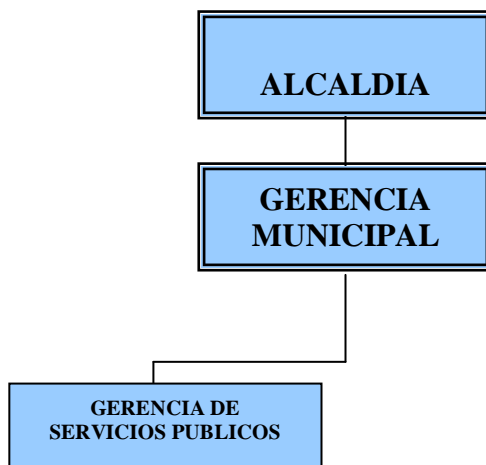 ALCALDIA
GERENCIA
MUNICIPAL
GERENCIA DE
SERVICIOS PUBLICOS